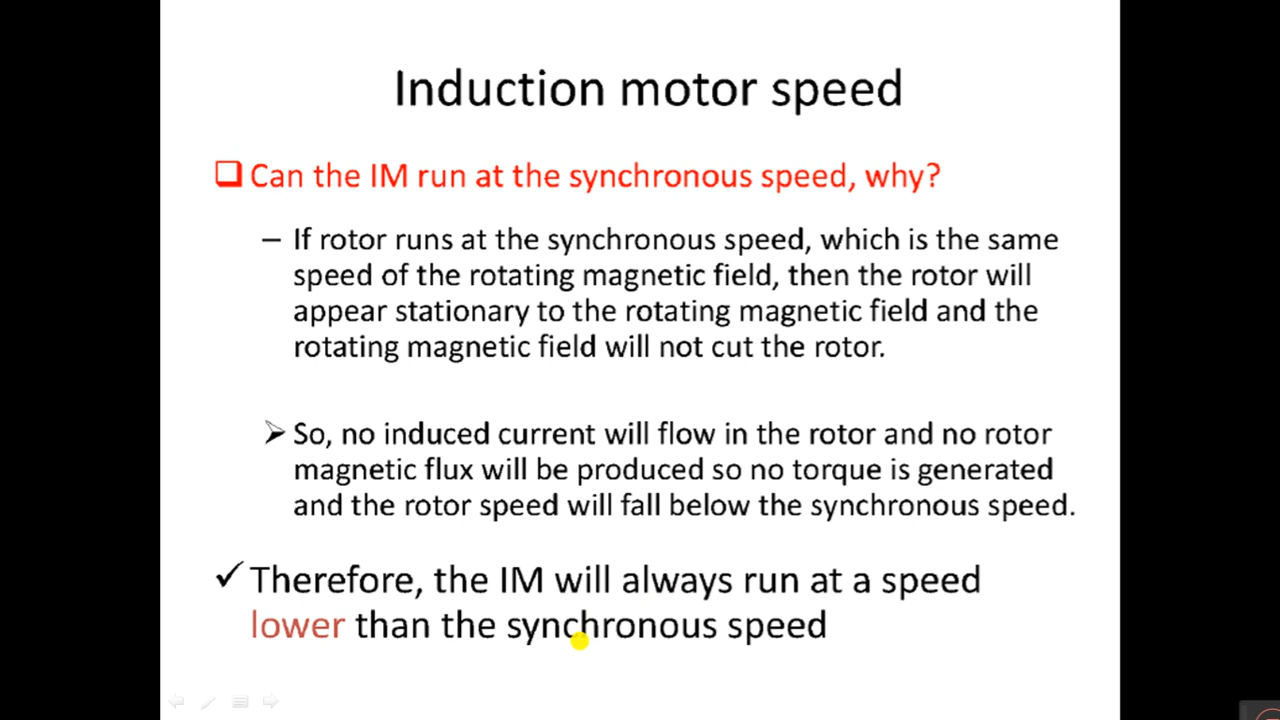 Induction motor speed
Can the IM run at the synchronous speed, why?
– If rotor runs at the synchronous speed, which is the same
speed of the rotating magnetic field, then the rotor will
appear stationary to the rotating magnetic field and the
rotating magnetic field will not cut the rotor.
So, no induced current will flow in the rotor and no rotor
magnetic flux will be produced so no torque is generated
and the rotor speed will fall below the synchronous speed.
Therefore, the IM will always run at a speed
lower than the synchronous speed